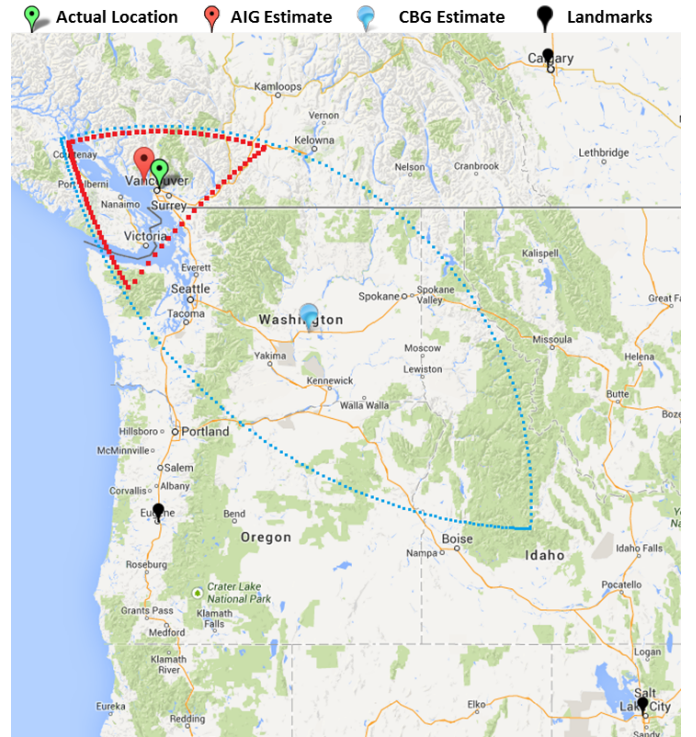 Actual Location AIG Estimate CBG Estimate Landmarks
Calgary
Kamloops
Vernon
Kelowna
Courtenay
Port Alberni
Vancouver
Nanaimo
Surrey
Nelson
Cranbrook
Lethbridge
Victoria
Everett
Seattle
Tacoma
Kalispell
Spokane
Spokane
Valley
Great F
Washington
Missoula
Helena
Yakima
Moscow
Lewiston
Kennewick
Walla Walla
Butte
Boze
Hillsboro
Portland
McMinnville
Salem
Corvallis
Albany
Eugene
Bend
Oregon
Boise
Nampa
Idaho
Idaho Falls
Roseburg
Crater Lake
National Park
Pocatello
Grants Pass
Medford
Klamath
Falls
Klamath
River
Logan
Eureka
Redding
Elko
Salt
Lake City
Sandy